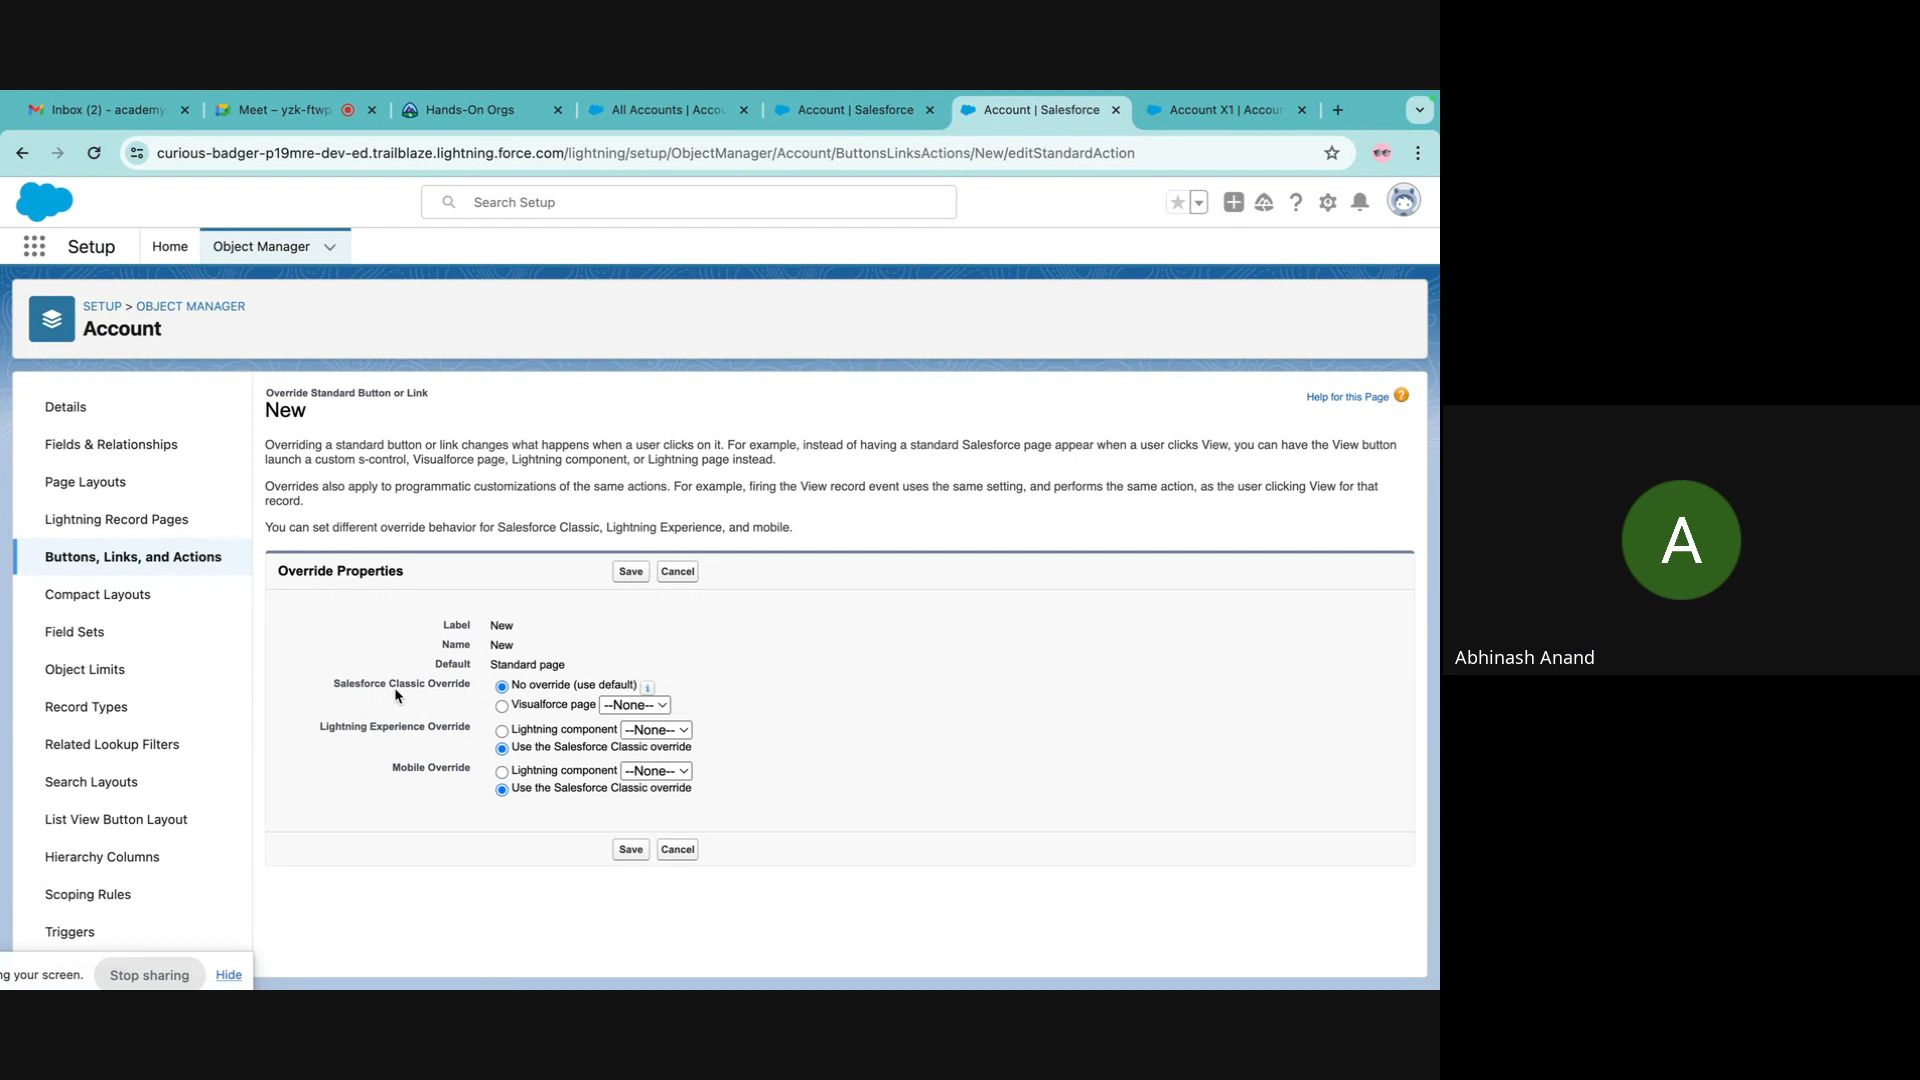 Inbox (2) - academy
Meet – yzk-ftwp
Hands-On Orgs
All Accounts | Accou
Account | Salesforce
Account | Salesforce
Account X1 | Accoun
curious-badger-p19mre-dev-ed.trailblaze.lightning.force.com/lightning/setup/ObjectManager/Account/ButtonsLinksActions/New/editStandardAction
Search Setup
Setup
Home
Object Manager
SETUP > OBJECT MANAGER
Account
Details
Fields & Relationships
Page Layouts
Lightning Record Pages
Buttons, Links, and Actions
Compact Layouts
Field Sets
Object Limits
Record Types
Related Lookup Filters
Search Layouts
List View Button Layout
Hierarchy Columns
Scoping Rules
Triggers
Override Standard Button or Link
New
Help for this Page ?
Overriding a standard button or link changes what happens when a user clicks on it. For example, instead of having a standard Salesforce page appear when a user clicks View, you can have the View button
launch a custom s-control, Visualforce page, Lightning component, or Lightning page instead.
Overrides also apply to programmatic customizations of the same actions. For example, firing the View record event uses the same setting, and performs the same action, as the user clicking View for that
record.
You can set different override behavior for Salesforce Classic, Lightning Experience, and mobile.
Override Properties
Save
Cancel
Label New
Name New
Default Standard page
Salesforce Classic Override No override (use default) i
Visualforce page --None--
Lightning Experience Override Lightning component --None--
Use the Salesforce Classic override
Mobile Override Lightning component --None--
Use the Salesforce Classic override
Save
Cancel
ng your screen.
Stop sharing
Hide
A
Abhinash Anand